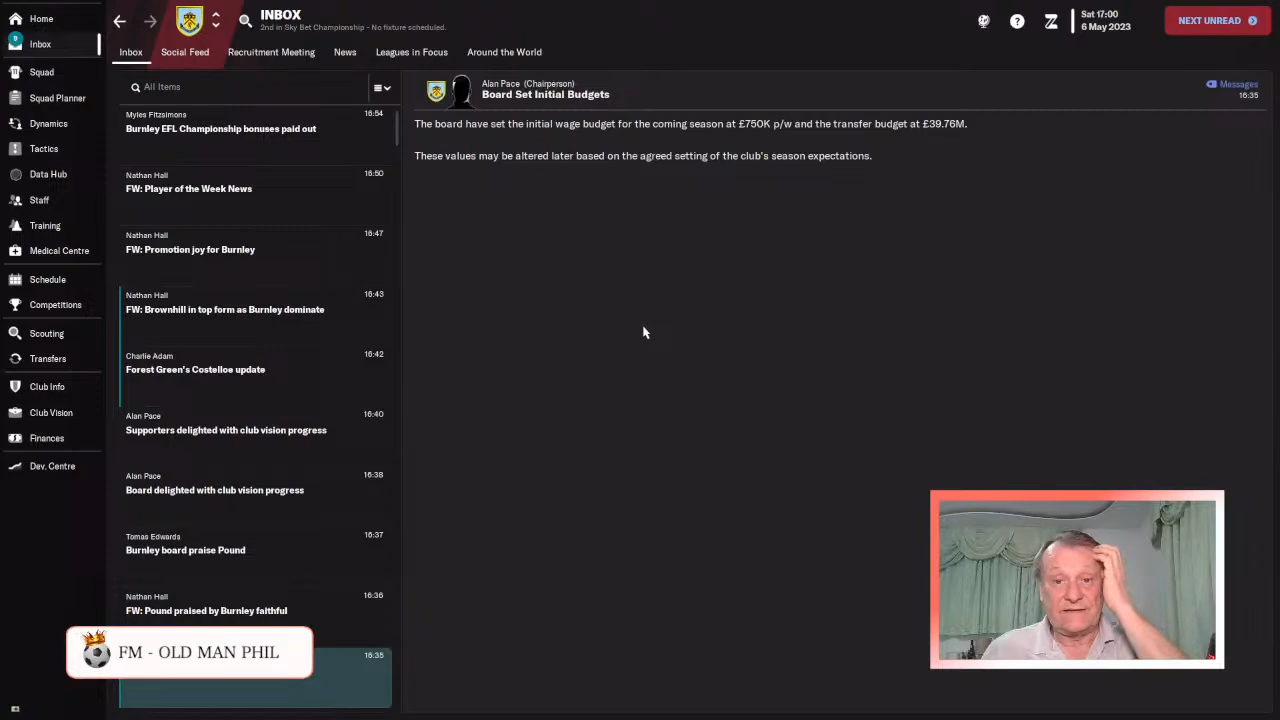 INBOX
2nd in Sky Bet Championship - No fixture scheduled.
Sat 17:00
6 May 2023
NEXT UNREAD
Home
9
Inbox
Squad
Squad Planner
Dynamics
Tactics
Data Hub
Staff
Training
Medical Centre
Schedule
Competitions
Scouting
Transfers
Club Info
Club Vision
Finances
Dev. Centre
Inbox
Social Feed
Recruitment Meeting
News
Leagues in Focus
Around the World
All Items
Myles Fitzsimons 16:54
Burnley EFL Championship bonuses paid out
Nathan Hall 16:50
FW: Player of the Week News
Nathan Hall 16:47
FW: Promotion joy for Burnley
Nathan Hall 16:43
FW: Brownhill in top form as Burnley dominate
Charlie Adam 16:42
Forest Green's Costelloe update
Alan Pace 16:40
Supporters delighted with club vision progress
Alan Pace 16:38
Board delighted with club vision progress
Tomas Edwards 16:37
Burnley board praise Pound
Nathan Hall 16:36
FW: Pound praised by Burnley faithful
16:35
FM - OLD MAN PHIL
Alan Pace (Chairperson)
Board Set Initial Budgets
Messages
16:35
The board have set the initial wage budget for the coming season at £750K p/w and the transfer budget at £39.76M.
These values may be altered later based on the agreed setting of the club's season expectations.